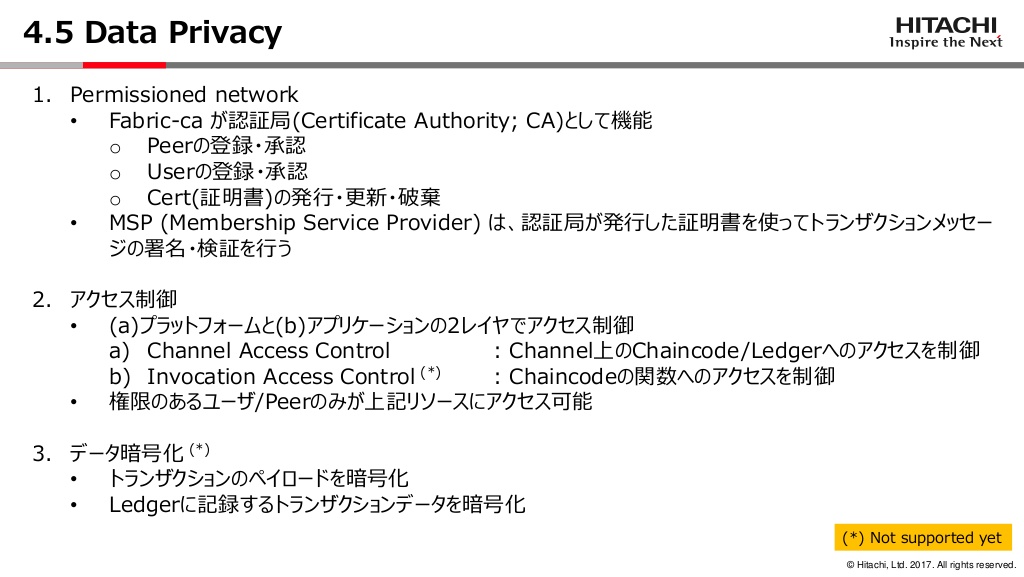 4.5 Data Privacy
HITACHI
Inspire the Next
1. Permissioned network
• Fabric-ca が認証局(Certificate Authority; CA)として機能
o Peerの登録・承認
o Userの登録・承認
o Cert(証明書)の発行・更新・破棄
• MSP (Membership Service Provider) は、認証局が発行した証明書を使ってトランザクションメッセー
ジの署名・検証を行う
2. アクセス制御
• (a)プラットフォームと(b)アプリケーションの2レイヤでアクセス制御
a) Channel Access Control : Channel上のChaincode/Ledgerへのアクセスを制御
b) Invocation Access Control (*) : Chaincodeの関数へのアクセスを制御
• 権限のあるユーザ/Peerのみが上記リソースにアクセス可能
3. データ暗号化 (*)
• トランザクションのペイロードを暗号化
• Ledgerに記録するトランザクションデータを暗号化
(*) Not supported yet
© Hitachi, Ltd. 2017. All rights reserved.